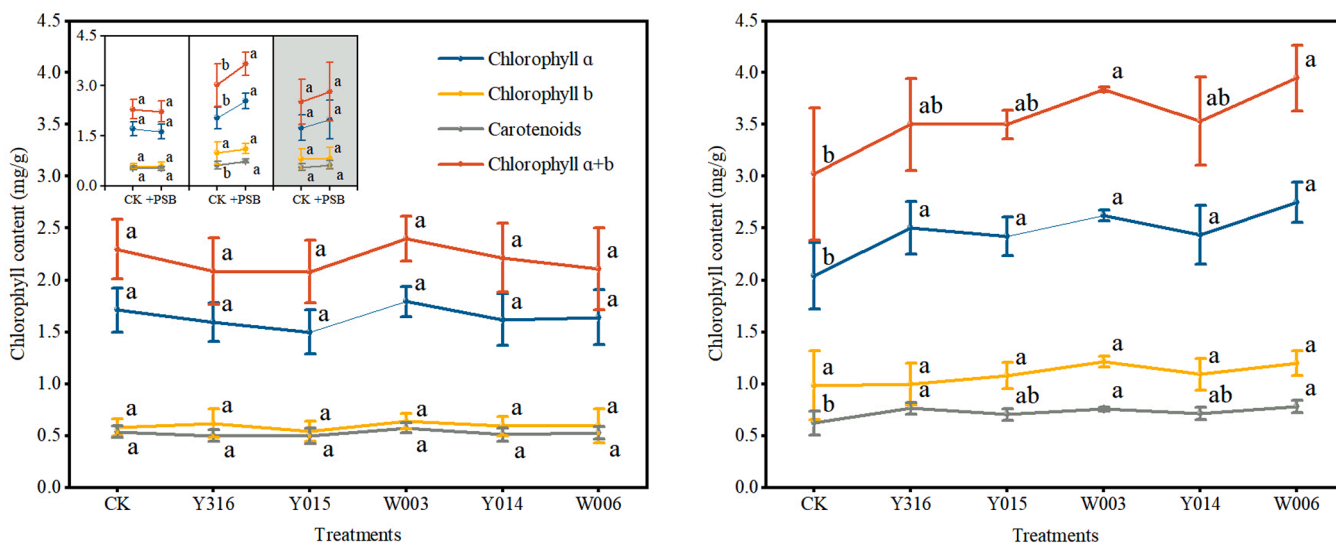 4.5
4.0
3.5
3.0
2.5
2.0
1.5
1.0
0.5
0.0
Chlorophyll content (mg/g)
4.5
3.0
1.5
0.0
a a
a a
a a
a a
b a
b a
a a
b a
a a
a a
a a
a a
CK +PSB CK +PSB CK +PSB
Chlorophyll α
Chlorophyll b
Carotenoids
Chlorophyll α+b
a a a a a a
a a a a a a
a a a a a a
a a a a a a
CK Y316 Y015 W003 Y014 W006
Treatments
4.5
4.0
3.5
3.0
2.5
2.0
1.5
1.0
0.5
0.0
Chlorophyll content (mg/g)
b ab ab a ab a
b a a a a a
a a a a a a
b a ab a ab a
CK Y316 Y015 W003 Y014 W006
Treatments